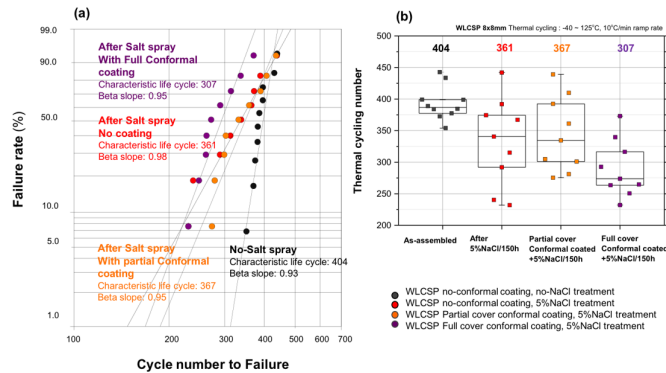 (a)
99.0
90.0
50.0
10.0
5.0
1.0
Failure rate (%)
After Salt spray
With Full Conformal
coating
Characteristic life cycle: 307
Beta slope: 0.95
After Salt spray
No coating
Characteristic life cycle: 361
Beta slope: 0.98
After Salt spray
With partial Conformal
coating
Characteristic life cycle: 367
Beta slope: 0.95
No-Salt spray
Characteristic life cycle: 404
Beta slope: 0.93
100 200 300 400 500 600 700
Cycle number to Failure
(b)
WLCSP 8x8mm Thermal cycling : -40 ~ 125°C, 10°C/min ramp rate
404 361 367 307
500
450
400
350
300
250
200
Thermal cycling number
As-assembled
After
5%NaCl/150h
Partial cover
Conformal coated
+5%NaCl/150h
Full cover
Conformal coated
+5%NaCl/150h
WLCSP no-conformal coating, no-NaCl treatment
WLCSP no-conformal coating, 5%NaCl treatment
WLCSP Partial cover conformal coating, 5%NaCl treatment
WLCSP Full cover conformal coating, 5%NaCl treatment